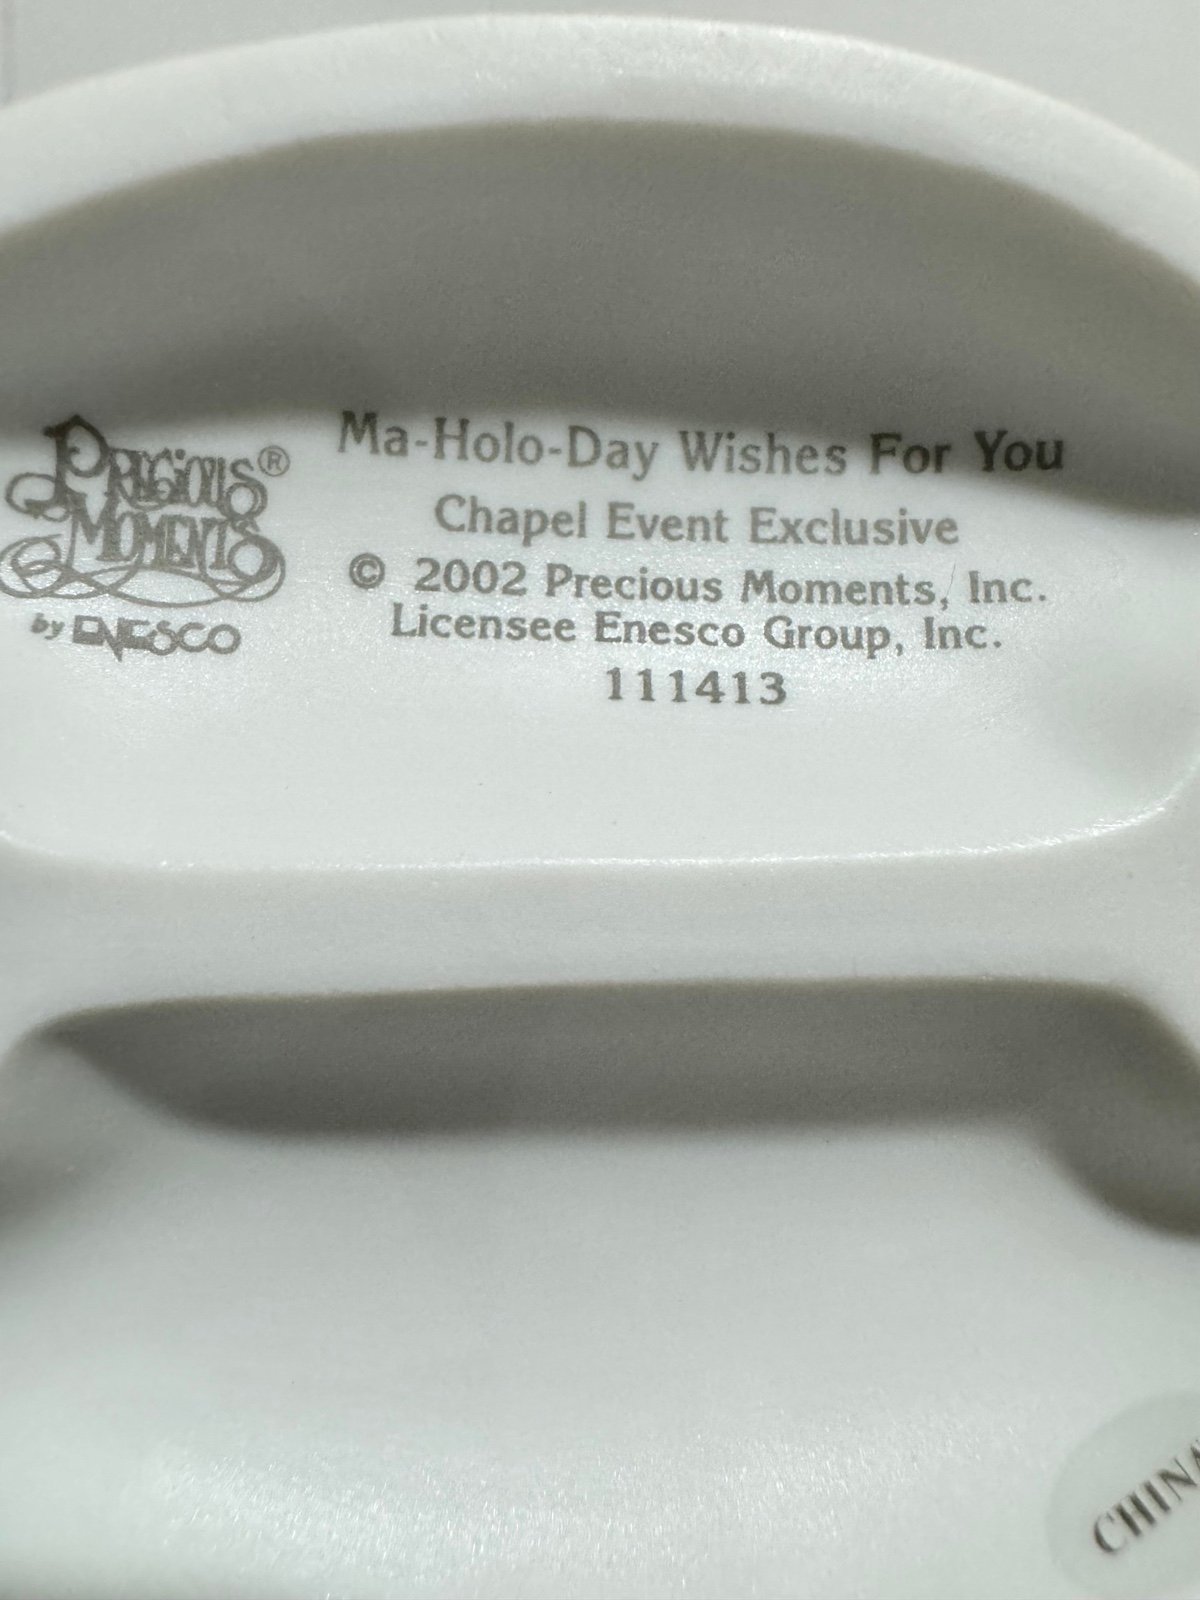 PRECIOUS®
MOMENTS
by ENESCO
Ma-Holo-Day Wishes For You
Chapel Event Exclusive
© 2002 Precious Moments, Inc.
Licensee Enesco Group, Inc.
111413
CHINA